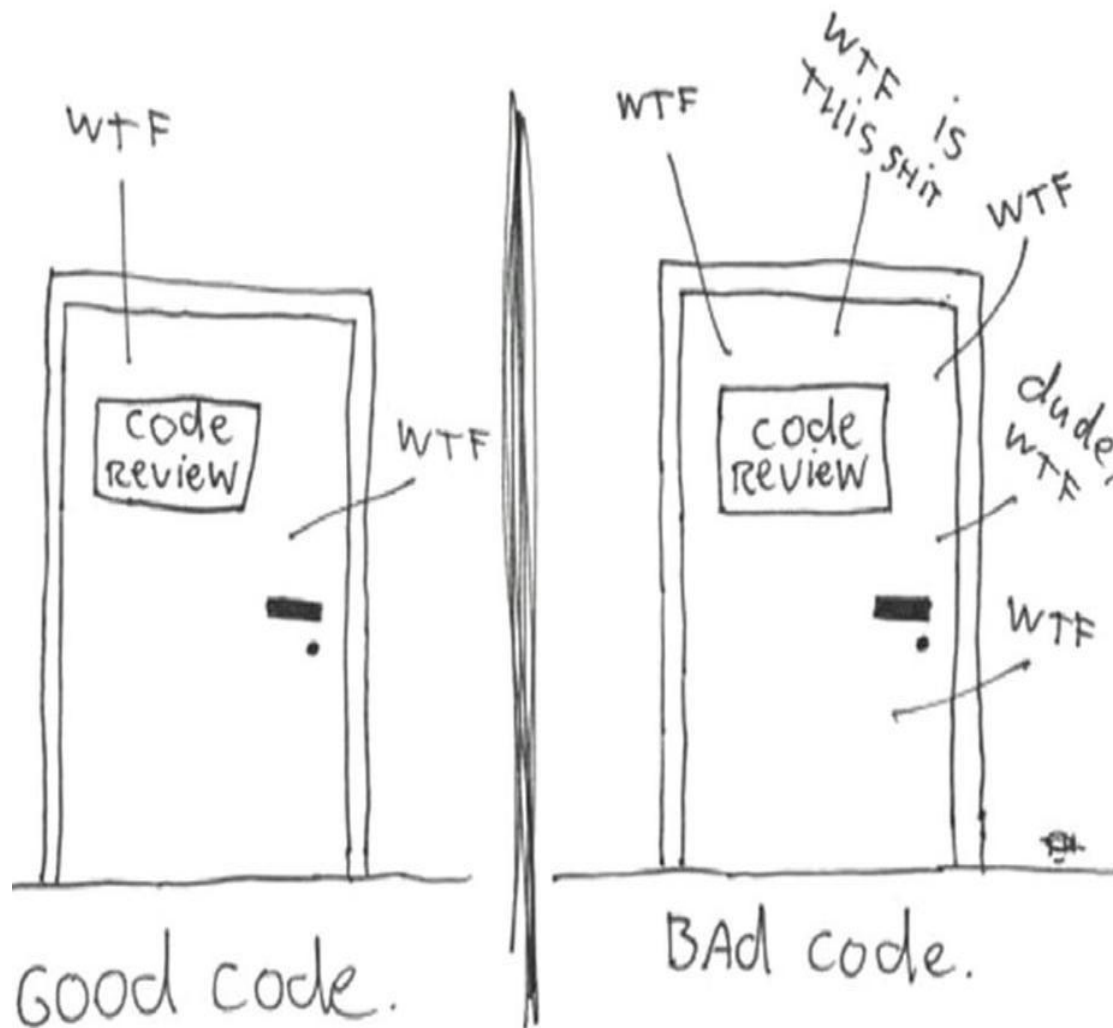 WTF
code
REVIEW
WTF
GOOD CODE.
WTF
WTF is
THIS SHIT
WTF
code
REVIEW
dude,
WTF
WTF
BAd code.